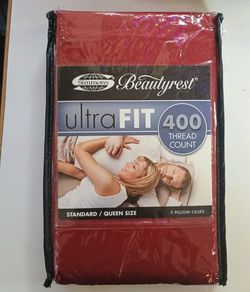 Simmons
Beautyrest®
ultraFIT
400
THREAD
COUNT
STANDARD / QUEEN SIZE
2 PILLOW CASES